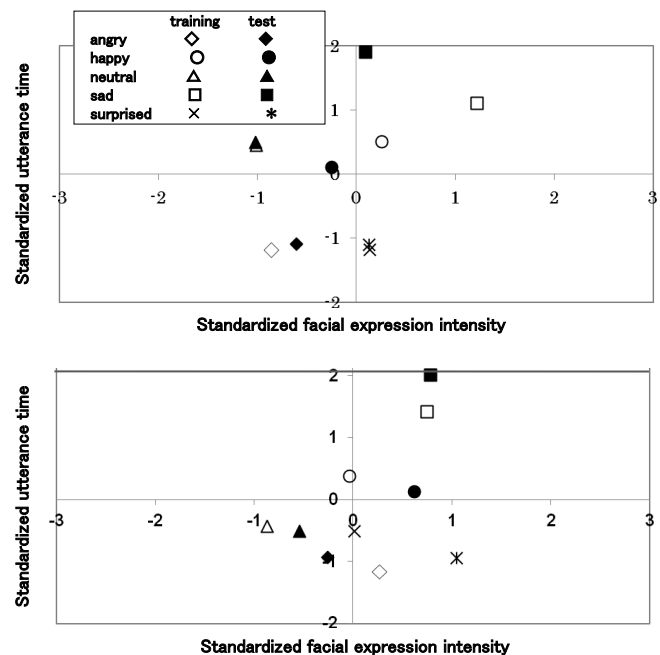 training test
angry
happy
neutral
sad
surprised
2
1
0
-3 -2 -1 0 1 2 3
-1
-2
Standardized utterance time
Standardized facial expression intensity
2
1
0
-3 -2 -1 0 1 2 3
-1
-2
Standardized utterance time
Standardized facial expression intensity